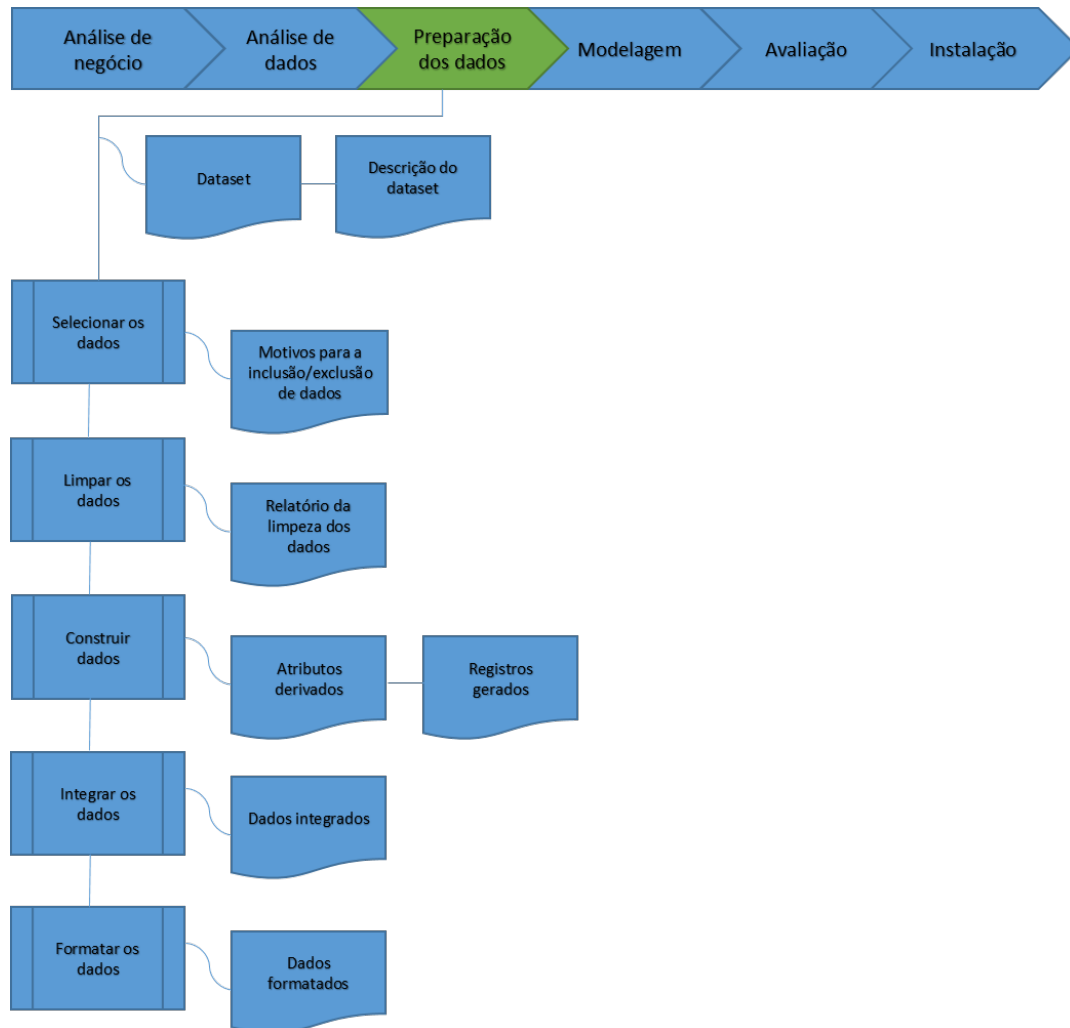 Análise de
negócio
Análise de
dados
Preparação
dos dados
Modelagem
Avaliação
Instalação
Dataset
Descrição do
dataset
Selecionar os
dados
Motivos para a
inclusão/exclusão
de dados
Limpar os
dados
Relatório da
limpeza dos
dados
Construir
dados
Atributos
derivados
Registros
gerados
Integrar os
dados
Dados integrados
Formatar os
dados
Dados
formatados